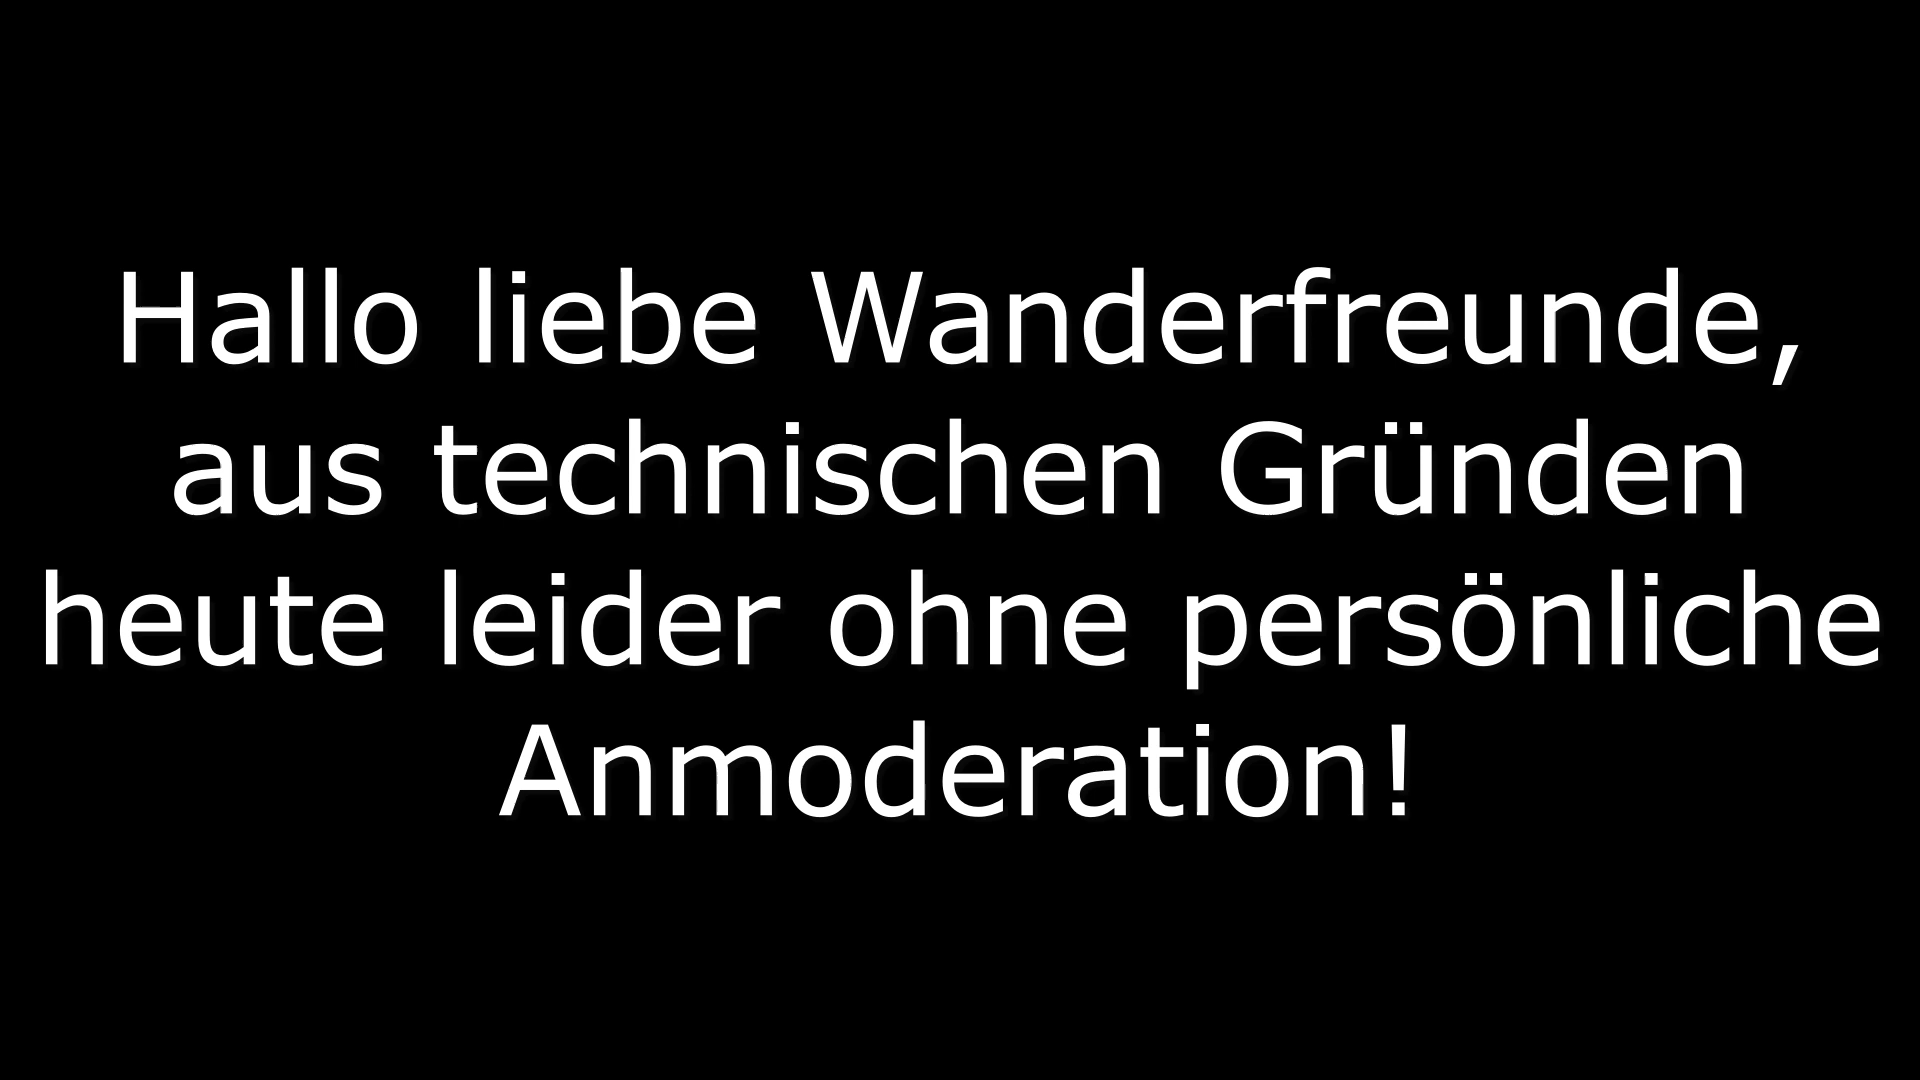 Hallo liebe Wanderfreunde,
aus technischen Gründen
heute leider ohne persönliche
Anmoderation!